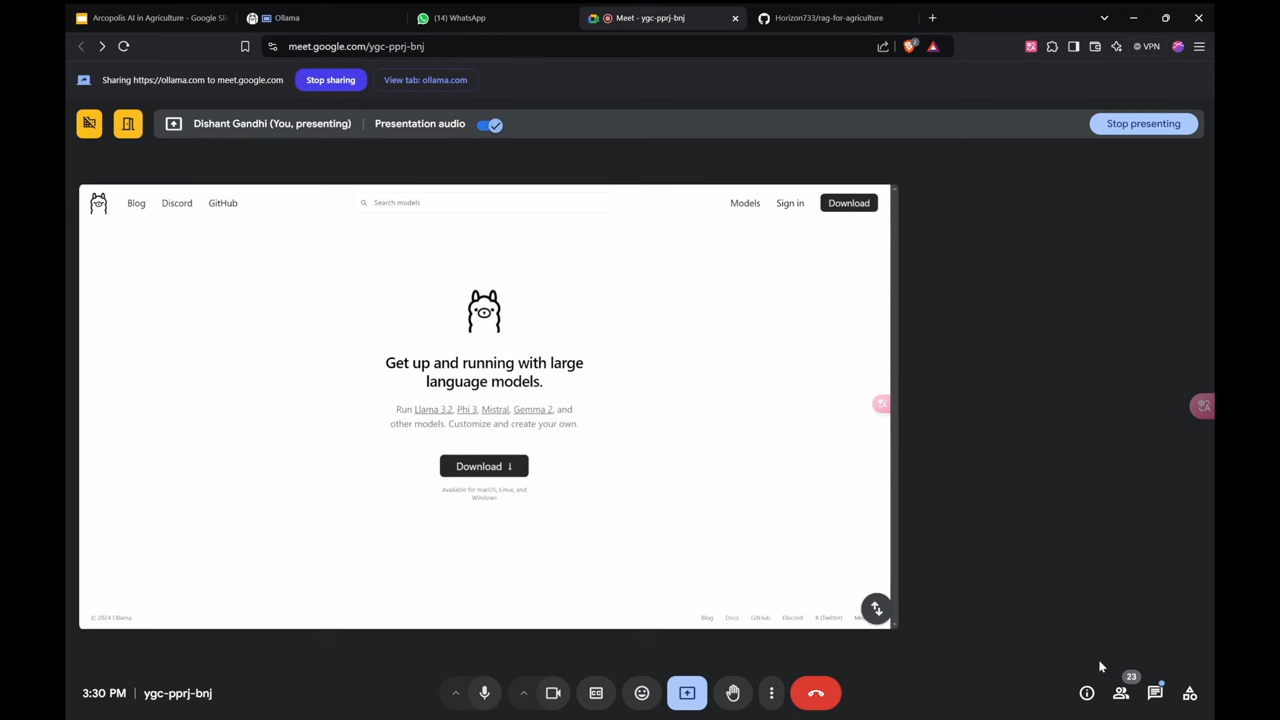 Arcopolis AI in Agriculture - Google Sli
Ollama
(14) WhatsApp
Meet - ygc-pprj-bnj
Horizon733/rag-for-agriculture
meet.google.com/ygc-pprj-bnj
2
VPN
Sharing https://ollama.com to meet.google.com
Stop sharing
View tab: ollama.com
Dishant Gandhi (You, presenting)
Presentation audio
Stop presenting
Blog
Discord
GitHub
Search models
Models
Sign in
Download
Get up and running with large
language models.
Run Llama 3.2, Phi 3, Mistral, Gemma 2, and
other models. Customize and create your own.
Download ↓
Available for macOS, Linux, and
Windows
© 2024 Ollama
Blog
Docs
GitHub
Discord
X (Twitter)
3:30 PM
ygc-pprj-bnj
23